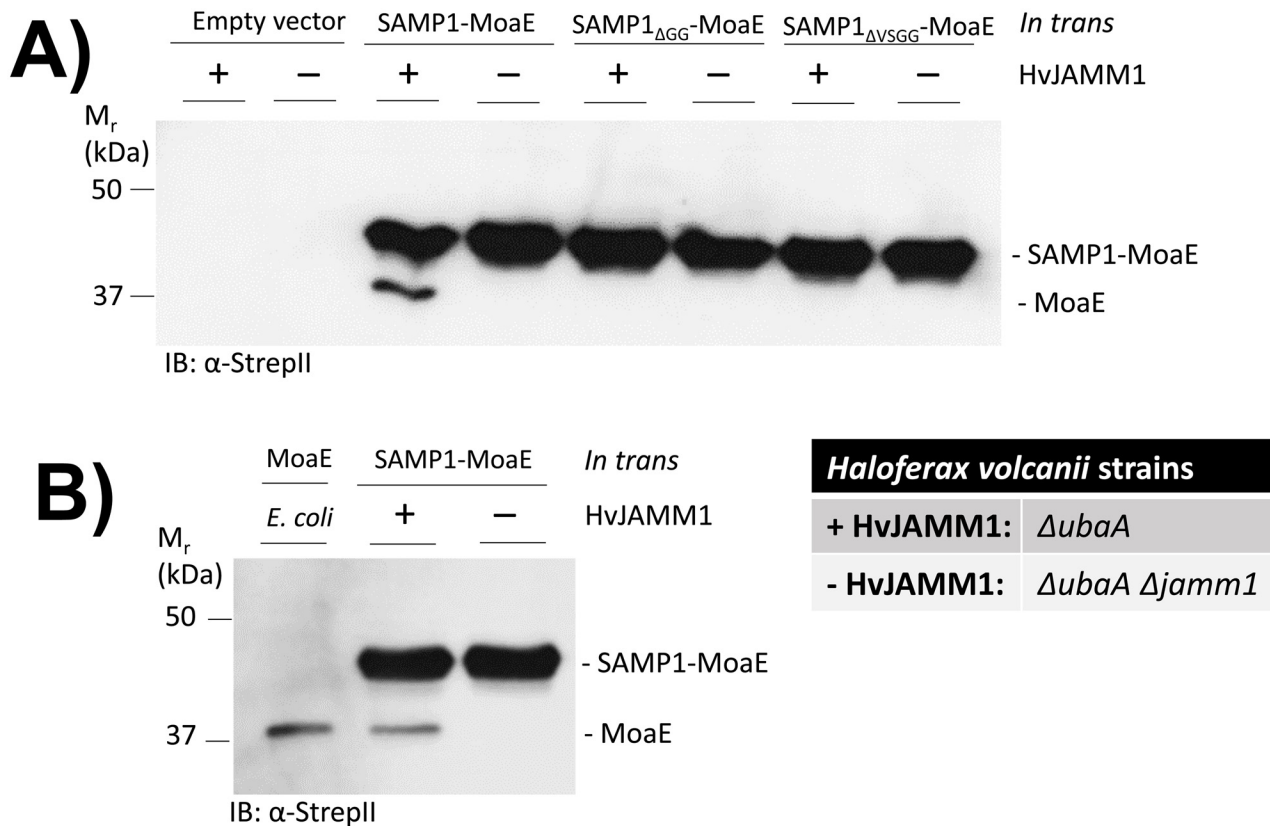 A)
Empty vector SAMP1-MoaE SAMP1ΔGG-MoaE SAMP1ΔVSGG-MoaE In trans
+ − + − + − + − HvJAMM1
Mr
(kDa)
50
- SAMP1-MoaE
37
- MoaE
IB: α-StrepII
B)
MoaE SAMP1-MoaE In trans
E. coli + − HvJAMM1
Mr
(kDa)
50
- SAMP1-MoaE
37
- MoaE
IB: α-StrepII
Haloferax volcanii strains
+ HvJAMM1: ΔubaA
- HvJAMM1: ΔubaA Δjamm1